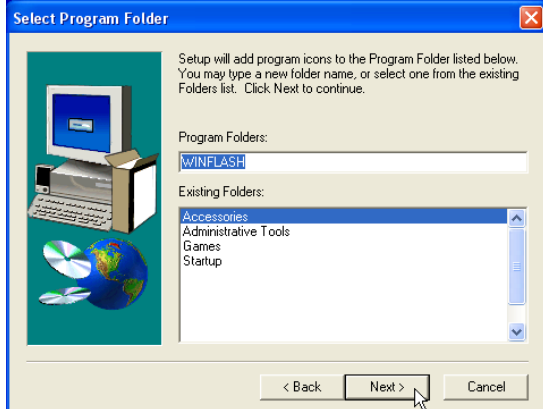 Select Program Folder
Setup will add program icons to the Program Folder listed below.
You may type a new folder name, or select one from the existing
Folders list.  Click Next to continue.
Program Folders:
WINFLASH
Existing Folders:
Accessories
Administrative Tools
Games
Startup
< Back
Next >
Cancel